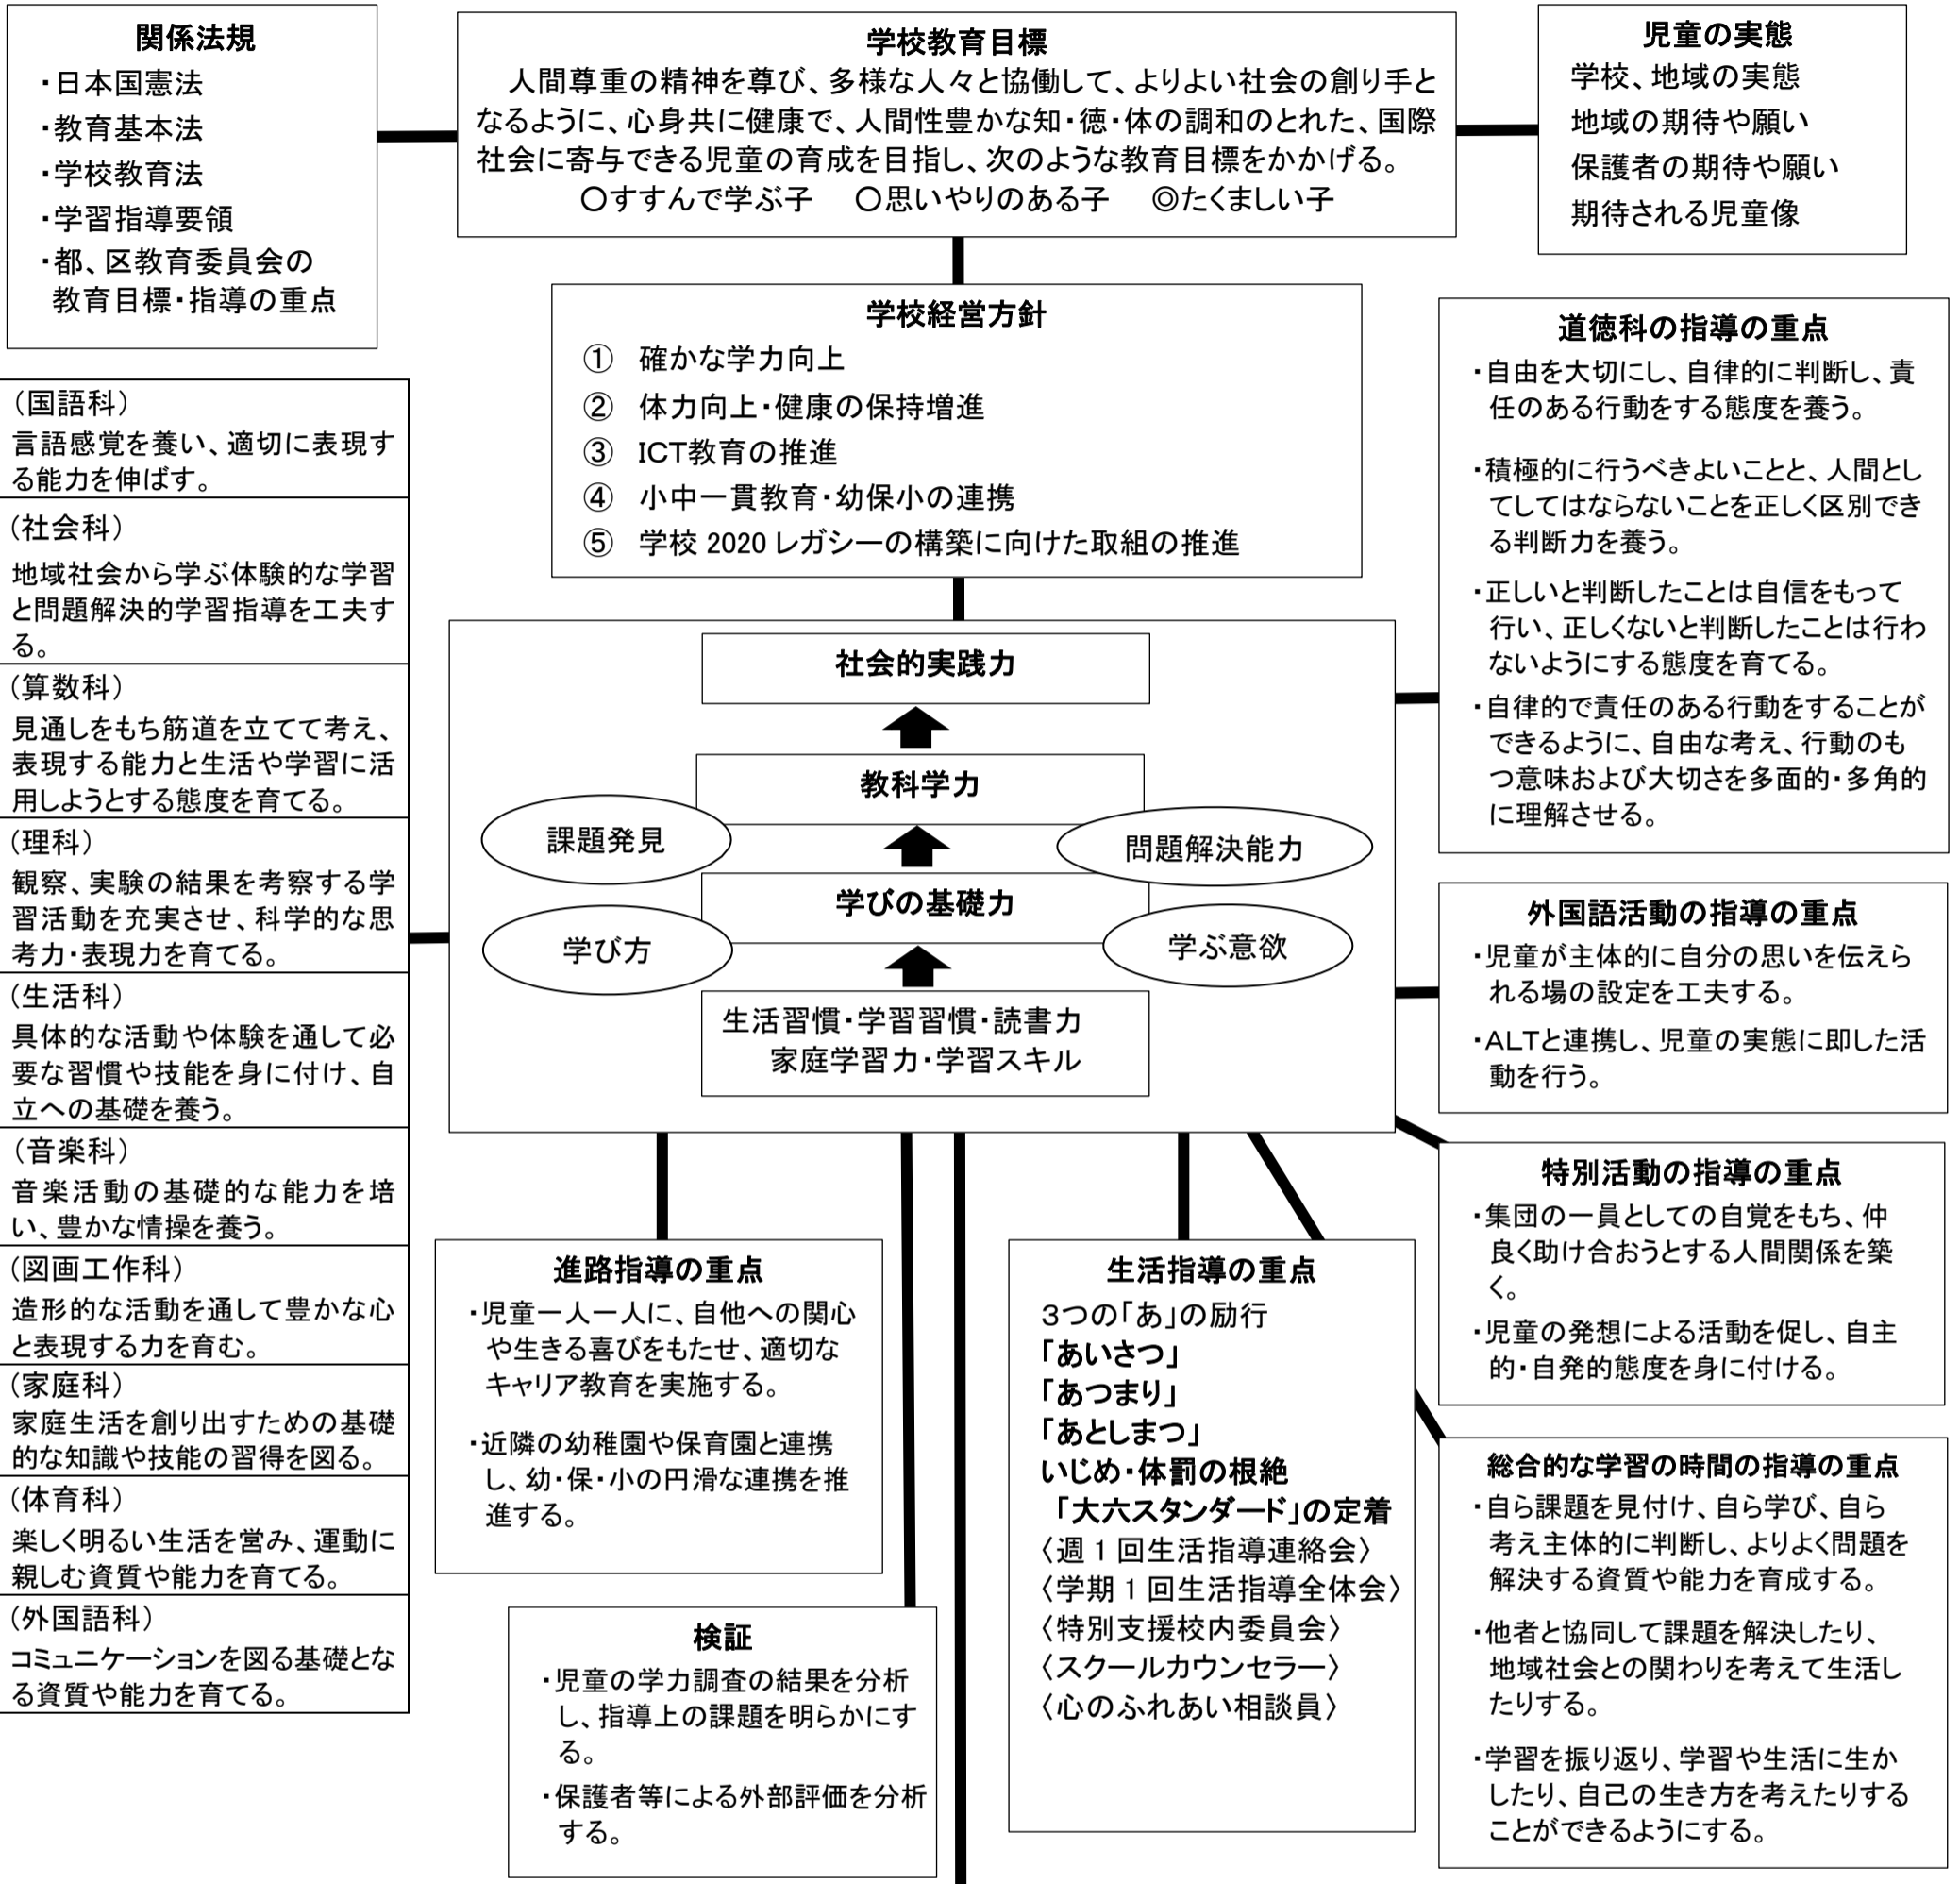 関係法規
・日本国憲法
・教育基本法
・学校教育法
・学習指導要領
・都、区教育委員会の
教育目標・指導の重点
学校教育目標
人間尊重の精神を尊び、多様な人々と協働して、よりよい社会の創り手と
なるように、心身共に健康で、人間性豊かな知・徳・体の調和のとれた、国際
社会に寄与できる児童の育成を目指し、次のような教育目標をかかげる。
○すすんで学ぶ子　○思いやりのある子　◎たくましい子
児童の実態
学校、地域の実態
地域の期待や願い
保護者の期待や願い
期待される児童像
学校経営方針
① 確かな学力向上
② 体力向上・健康の保持増進
③ ICT教育の推進
④ 小中一貫教育・幼保小の連携
⑤ 学校 2020 レガシーの構築に向けた取組の推進
（国語科）
言語感覚を養い、適切に表現す
る能力を伸ばす。
（社会科）
地域社会から学ぶ体験的な学習
と問題解決的学習指導を工夫す
る。
（算数科）
見通しをもち筋道を立てて考え、
表現する能力と生活や学習に活
用しようとする態度を育てる。
（理科）
観察、実験の結果を考察する学
習活動を充実させ、科学的な思
考力・表現力を育てる。
（生活科）
具体的な活動や体験を通して必
要な習慣や技能を身に付け、自
立への基礎を養う。
（音楽科）
音楽活動の基礎的な能力を培
い、豊かな情操を養う。
（図画工作科）
造形的な活動を通して豊かな心
と表現する力を育む。
（家庭科）
家庭生活を創り出すための基礎
的な知識や技能の習得を図る。
（体育科）
楽しく明るい生活を営み、運動に
親しむ資質や能力を育てる。
（外国語科）
コミュニケーションを図る基礎とな
る資質や能力を育てる。
社会的実践力
教科学力
課題発見
問題解決能力
学びの基礎力
学び方
学ぶ意欲
生活習慣・学習習慣・読書力
家庭学習力・学習スキル
道徳科の指導の重点
・自由を大切にし、自律的に判断し、責
任のある行動をする態度を養う。
・積極的に行うべきよいことと、人間とし
てしてはならないことを正しく区別でき
る判断力を養う。
・正しいと判断したことは自信をもって
行い、正しくないと判断したことは行わ
ないようにする態度を育てる。
・自律的で責任のある行動をすることが
できるように、自由な考え、行動のも
つ意味および大切さを多面的・多角的
に理解させる。
外国語活動の指導の重点
・児童が主体的に自分の思いを伝えら
れる場の設定を工夫する。
・ALTと連携し、児童の実態に即した活
動を行う。
特別活動の指導の重点
・集団の一員としての自覚をもち、仲
良く助け合おうとする人間関係を築
く。
・児童の発想による活動を促し、自主
的・自発的態度を身に付ける。
総合的な学習の時間の指導の重点
・自ら課題を見付け、自ら学び、自ら
考え主体的に判断し、よりよく問題を
解決する資質や能力を育成する。
・他者と協同して課題を解決したり、
地域社会との関わりを考えて生活し
たりする。
・学習を振り返り、学習や生活に生か
したり、自己の生き方を考えたりする
ことができるようにする。
進路指導の重点
・児童一人一人に、自他への関心
や生きる喜びをもたせ、適切な
キャリア教育を実施する。
・近隣の幼稚園や保育園と連携
し、幼・保・小の円滑な連携を推
進する。
検証
・児童の学力調査の結果を分析
し、指導上の課題を明らかにす
る。
・保護者等による外部評価を分析
する。
生活指導の重点
３つの「あ」の励行
「あいさつ」
「あつまり」
「あとしまつ」
いじめ・体罰の根絶
「大六スタンダード」の定着
〈週 1 回生活指導連絡会〉
〈学期 1 回生活指導全体会〉
〈特別支援校内委員会〉
〈スクールカウンセラー〉
〈心のふれあい相談員〉